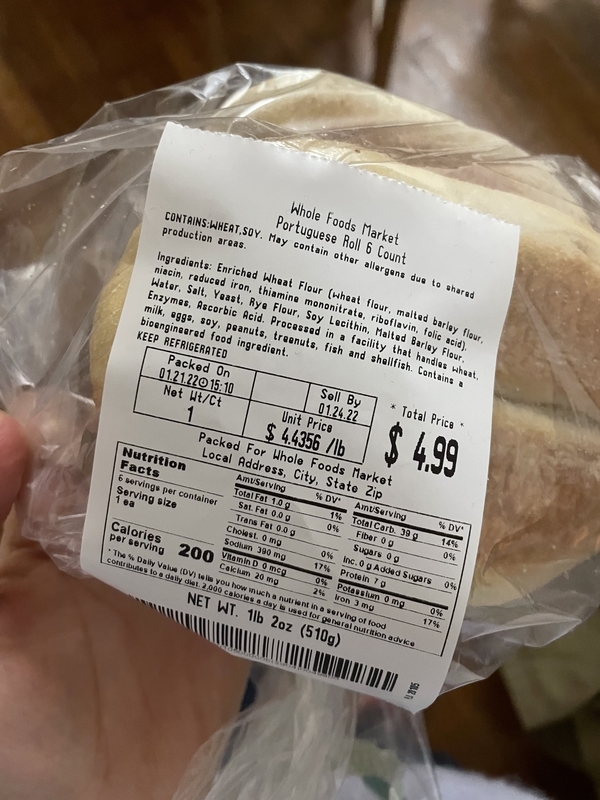 Whole Foods Market
Portuguese Roll 6 Count
CONTAINS:WHEAT,SOY. May contain other allergens due to shared
production areas.
Ingredients: Enriched Wheat Flour (wheat flour, malted barley flour,
niacin, reduced iron, thiamine mononitrate, riboflavin, folic acid),
Water, Salt, Yeast, Rye Flour, Soy Lecithin, Malted Barley Flour,
Enzymes, Ascorbic Acid. Processed in a facility that handles wheat,
milk, eggs, soy, peanuts, treenuts, fish and shellfish. Contains a
bioengineered food ingredient.
KEEP REFRIGERATED
Packed On
01.21.22 15:10
Sell By
01.24.22
Net Wt/Ct
1
Unit Price
$ 4.4356 /lb
* Total Price *
$ 4.99
Packed For Whole Foods Market
Local Address, City, State Zip
Nutrition
Facts
6 servings per container
Serving size
1 ea
Calories
per serving 200
Amt/Serving % DV*
Total Fat 1.0 g 1%
Sat. Fat 0.0 g 0%
Trans Fat 0.0 g
Cholest. 0 mg 0%
Sodium 390 mg 17%
Vitamin D 0 mcg 0%
Calcium 20 mg 2%
Amt/Serving % DV*
Total Carb. 39 g 14%
Fiber 0 g 0%
Sugars 0 g
Inc. 0 g Added Sugars 0%
Protein 7 g
Potassium 0 mg 0%
Iron 3 mg 17%
* The % Daily Value (DV) tells you how much a nutrient in a serving of food
contributes to a daily diet. 2,000 calories a day is used for general nutrition advice
NET WT. 1lb 2oz (510g)